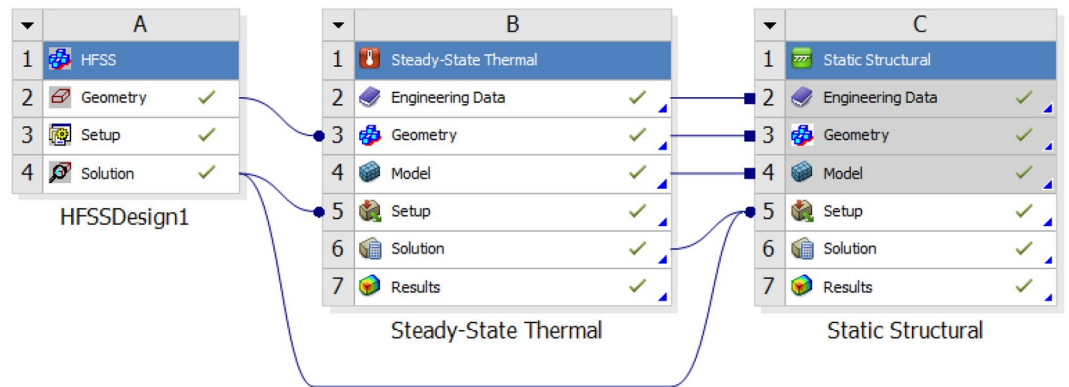 A
1 HFSS
2 Geometry
3 Setup
4 Solution
HFSSDesign1
B
1 Steady-State Thermal
2 Engineering Data
3 Geometry
4 Model
5 Setup
6 Solution
7 Results
Steady-State Thermal
C
1 Static Structural
2 Engineering Data
3 Geometry
4 Model
5 Setup
6 Solution
7 Results
Static Structural